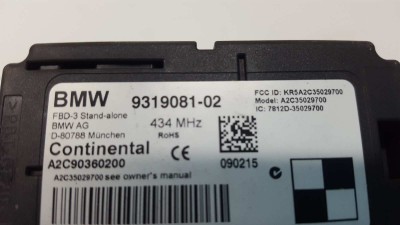 BMW 9319081-02
FCC ID: KR5A2C35029700
Model: A2C35029700
IC: 7812D-35029700
FBD-3 Stand-alone
BMW AG
D-80788 München
434 MHz
RoHS
Continental CE
A2C90360200
090215
A2C35029700 see owner's manual